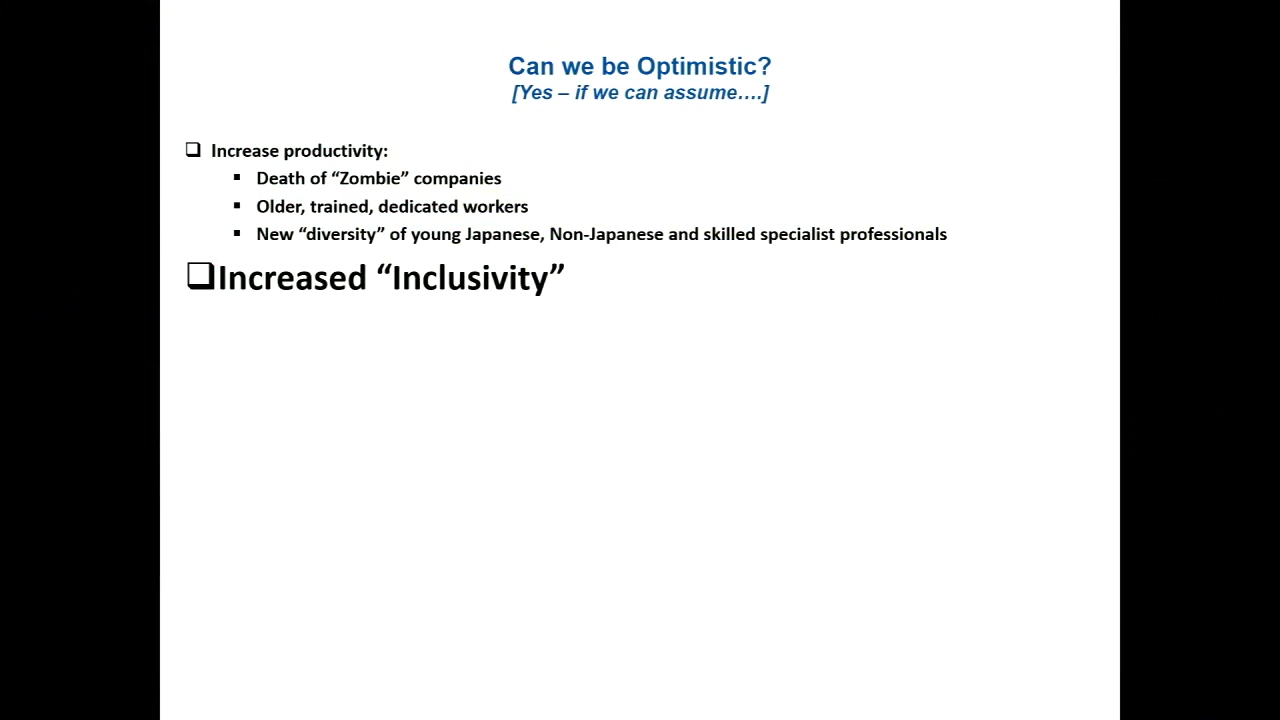 Can we be Optimistic?
[Yes – if we can assume….]
❑ Increase productivity:
▪ Death of “Zombie” companies
▪ Older, trained, dedicated workers
▪ New “diversity” of young Japanese, Non-Japanese and skilled specialist professionals
❑Increased “Inclusivity”